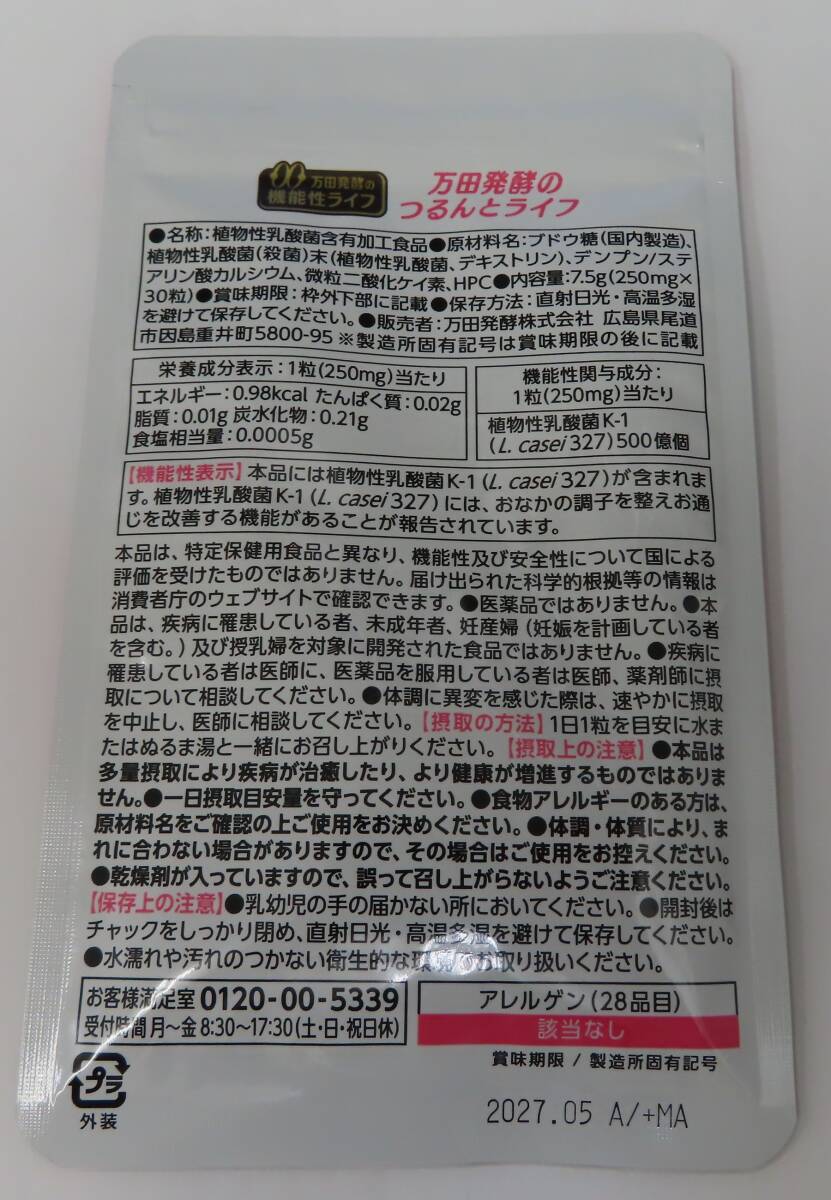 万田発酵の
機能性ライフ
万田発酵の
つるんとライフ
●名称:植物性乳酸菌含有加工食品●原材料名:ブドウ糖(国内製造)、
植物性乳酸菌(殺菌)末(植物性乳酸菌、デキストリン)、デンプン/ステ
アリン酸カルシウム、微粒二酸化ケイ素、HPC●内容量:7.5g(250mg×
30粒)●賞味期限:枠外下部に記載●保存方法:直射日光・高温多湿
を避けて保存してください。●販売者:万田発酵株式会社 広島県尾道
市因島重井町5800-95 ※製造所固有記号は賞味期限の後に記載
栄養成分表示:1粒(250mg)当たり
エネルギー:0.98kcal たんぱく質:0.02g
脂質:0.01g 炭水化物:0.21g
食塩相当量:0.0005g
機能性関与成分:
1粒(250mg)当たり
植物性乳酸菌K-1
(L. casei 327) 500億個
【機能性表示】本品には植物性乳酸菌K-1(L. casei 327)が含まれま
す。植物性乳酸菌K-1(L. casei 327)には、おなかの調子を整えお通
じを改善する機能があることが報告されています。
本品は、特定保健用食品と異なり、機能性及び安全性について国による
評価を受けたものではありません。届け出られた科学的根拠等の情報は
消費者庁のウェブサイトで確認できます。●医薬品ではありません。●本
品は、疾病に罹患している者、未成年者、妊産婦(妊娠を計画している者
を含む。)及び授乳婦を対象に開発された食品ではありません。●疾病に
罹患している者は医師に、医薬品を服用している者は医師、薬剤師に摂
取について相談してください。●体調に異変を感じた際は、速やかに摂取
を中止し、医師に相談してください。【摂取の方法】1日1粒を目安に水ま
たはぬるま湯と一緒にお召し上がりください。【摂取上の注意】●本品は
多量摂取により疾病が治癒したり、より健康が増進するものではありま
せん。●一日摂取目安量を守ってください。●食物アレルギーのある方は、
原材料名をご確認の上ご使用をお決めください。●体調・体質により、ま
れに合わない場合がありますので、その場合はご使用をお控えください。
●乾燥剤が入っていますので、誤って召し上がらないようご注意ください。
【保存上の注意】●乳幼児の手の届かない所においてください。●開封後は
チャックをしっかり閉め、直射日光・高温多湿を避けて保存してください。
●水濡れや汚れのつかない衛生的な環境でお取り扱いください。
お客様満足室 0120-00-5339
受付時間 月~金 8:30~17:30(土・日・祝日休)
アレルゲン(28品目)
該当なし
賞味期限 / 製造所固有記号
プラ
外装
2027.05 A/+MA